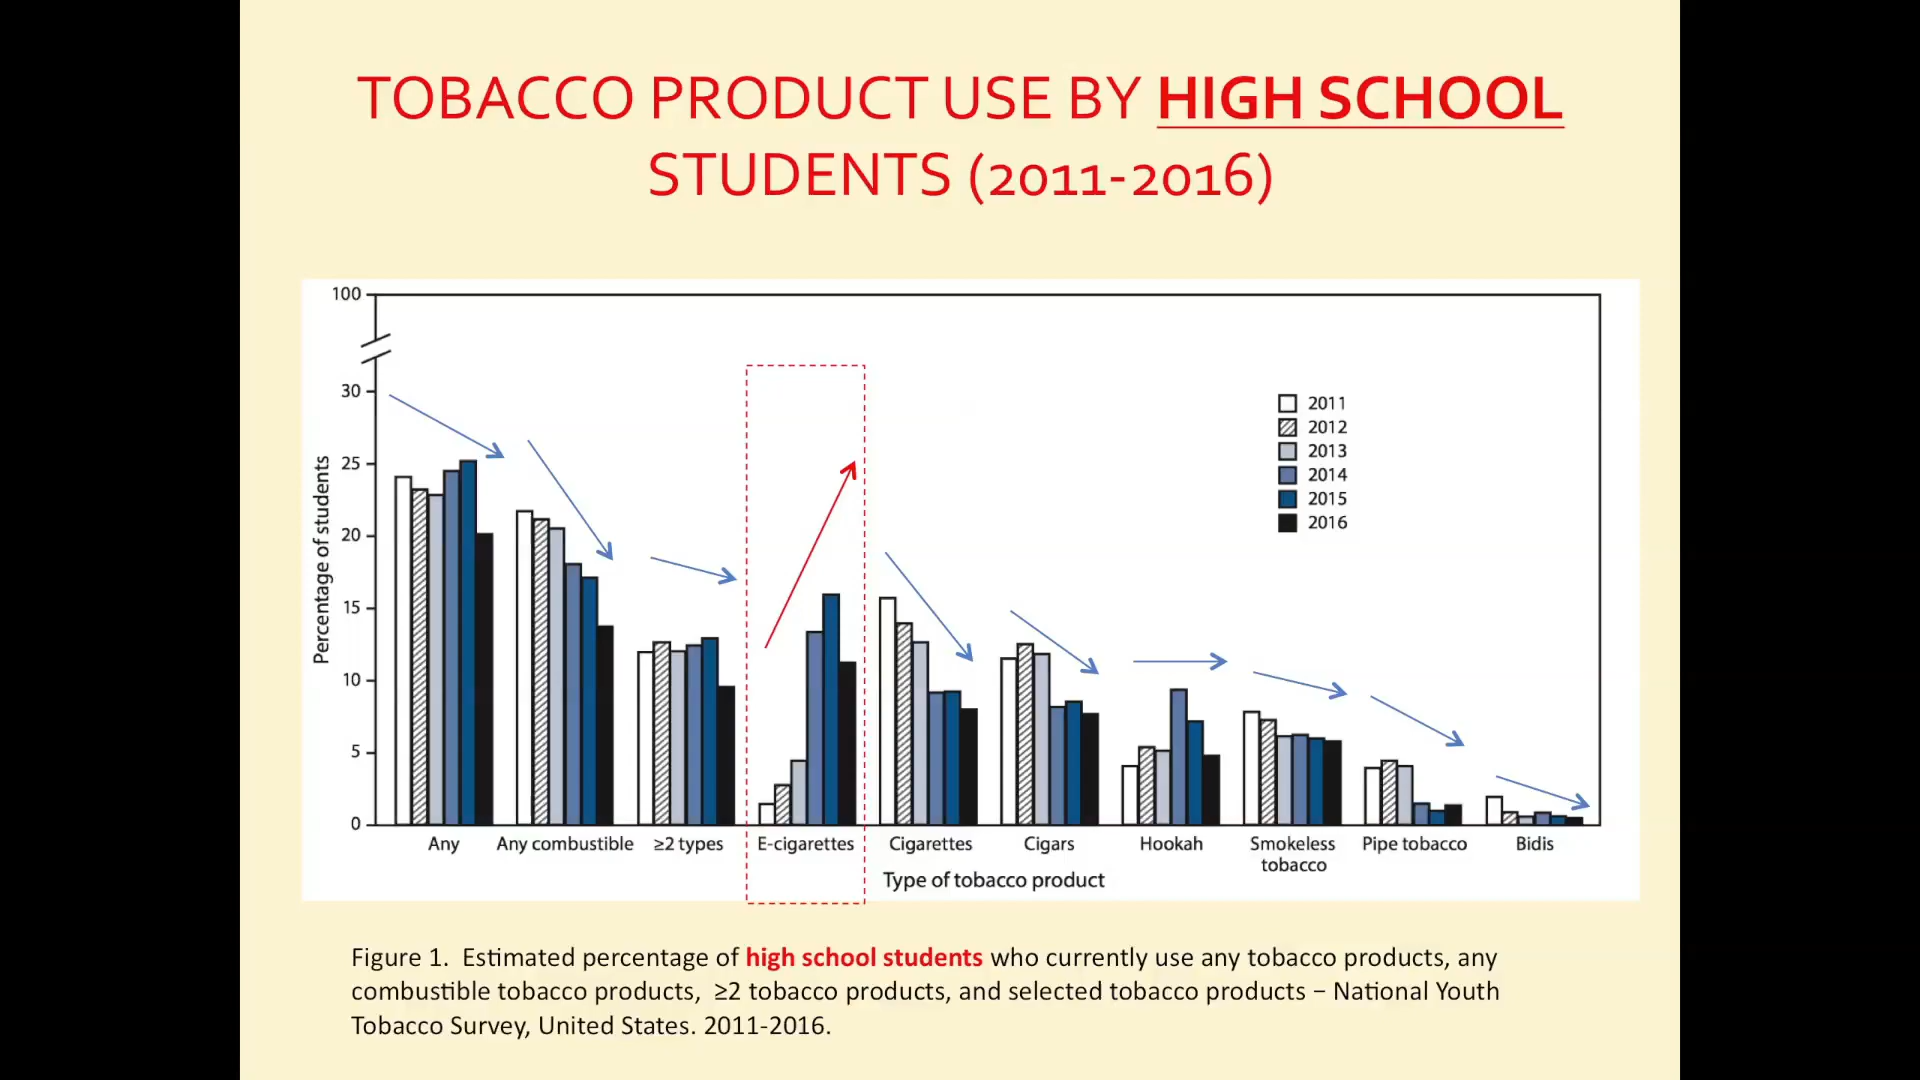 TOBACCO PRODUCT USE BY HIGH SCHOOL
STUDENTS (2011-2016)
100
30
25
20
15
10
5
0
Percentage of students
2011
2012
2013
2014
2015
2016
Any
Any combustible
≥2 types
E-cigarettes
Cigarettes
Cigars
Hookah
Smokeless
tobacco
Pipe tobacco
Bidis
Type of tobacco product
Figure 1. Estimated percentage of high school students who currently use any tobacco products, any
combustible tobacco products, ≥2 tobacco products, and selected tobacco products − National Youth
Tobacco Survey, United States. 2011-2016.